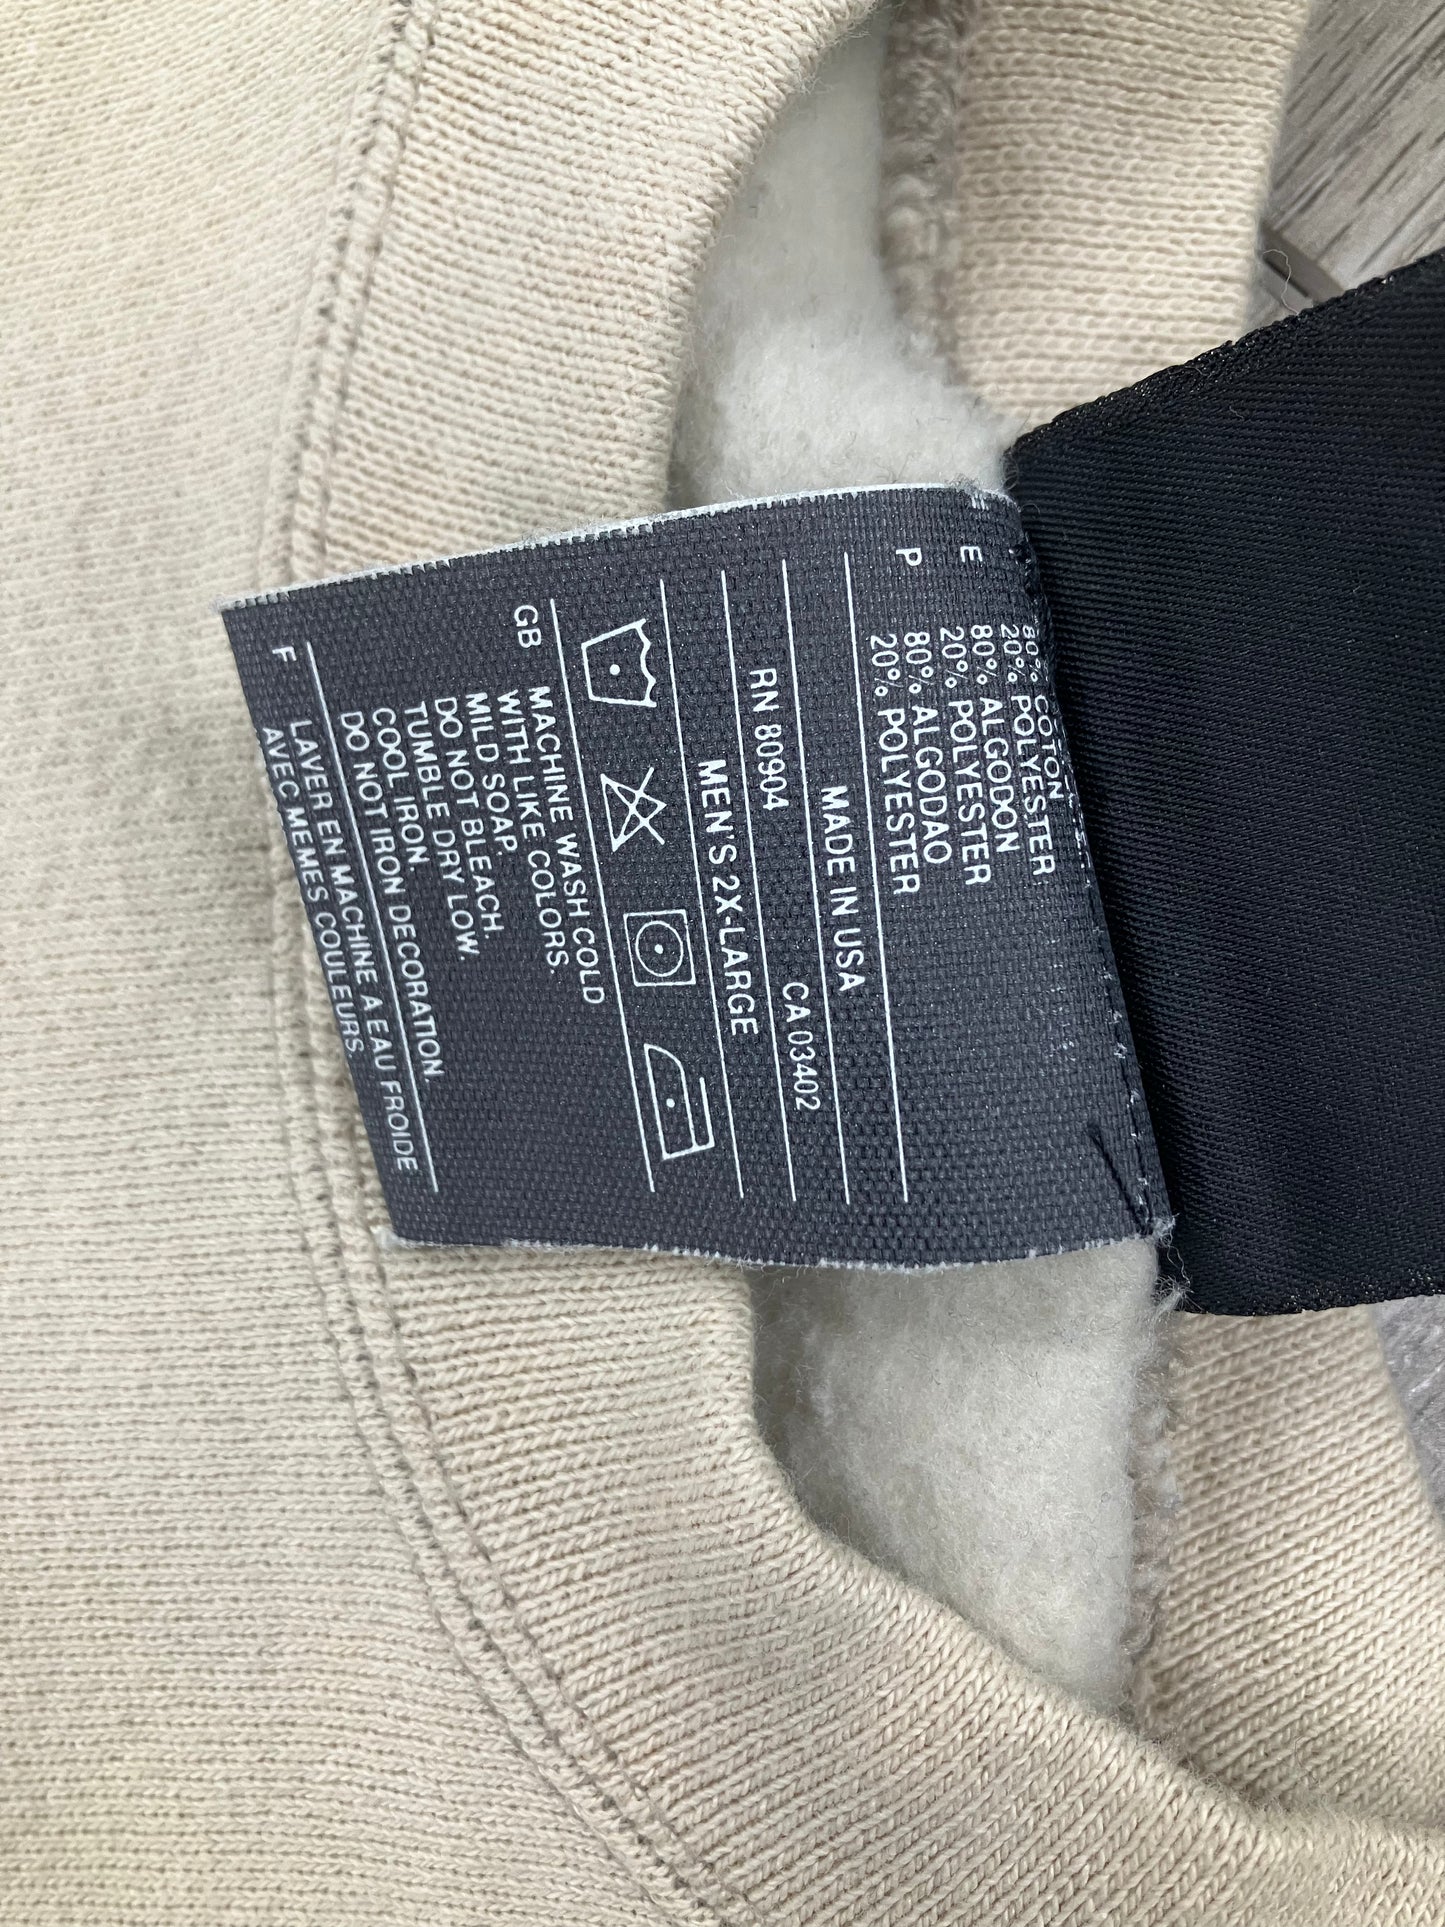 80% COTON
20% POLYESTER
E 80% ALGODON
20% POLYESTER
P 80% ALGODAO
20% POLYESTER
MADE IN USA
RN 80904 CA 03402
MEN'S 2X-LARGE
GB MACHINE WASH COLD
WITH LIKE COLORS.
MILD SOAP.
DO NOT BLEACH.
TUMBLE DRY LOW.
COOL IRON.
DO NOT IRON DECORATION.
F LAVER EN MACHINE A EAU FROIDE
AVEC MEMES COULEURS.